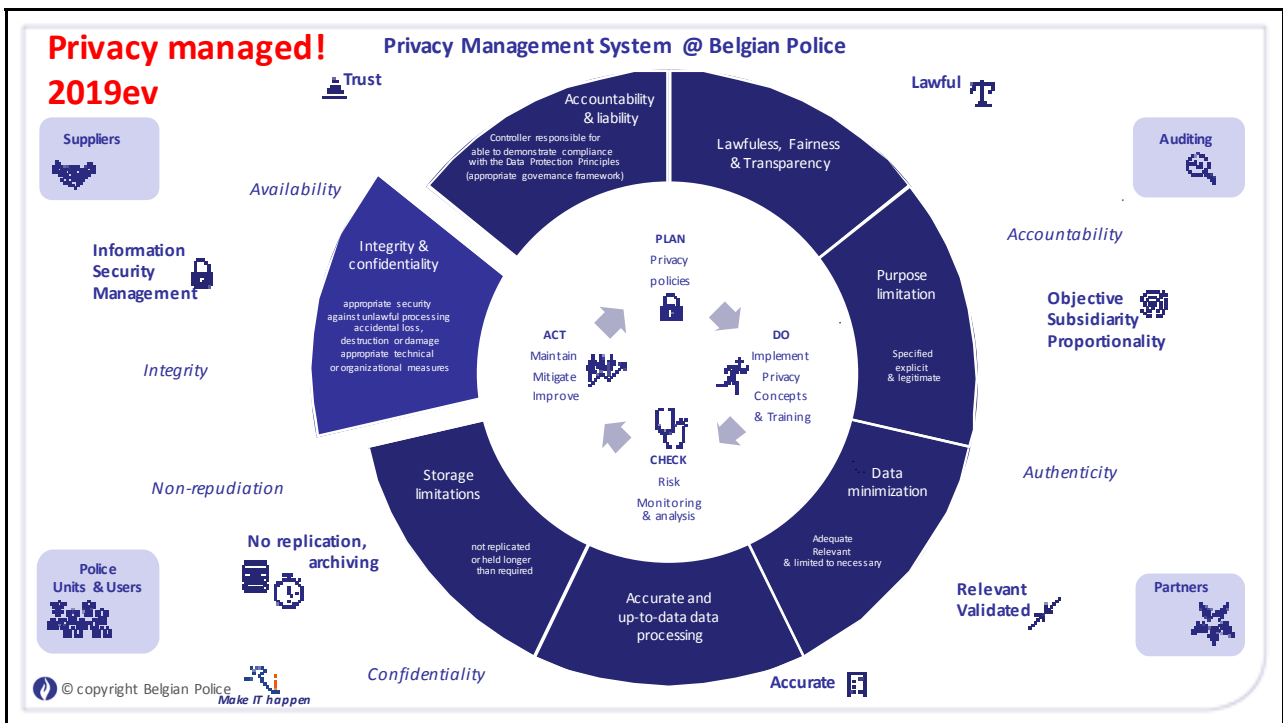 Privacy managed!
2019ev
Privacy Management System @ Belgian Police
Trust
Lawful
Suppliers
Auditing
Availability
Accountability
Information
Security
Management
Objective
Subsidiarity
Proportionality
Integrity
Authenticity
Non-repudiation
No replication,
archiving
Police
Units & Users
Relevant
Validated
Partners
Confidentiality
Accurate
Accountability
& liability
Controller responsible for
able to demonstrate compliance
with the Data Protection Principles
(appropriate governance framework)
Lawfuless, Fairness
& Transparency
Purpose
limitation
Specified
explicit
& legitimate
Data
minimization
Adequate
Relevant
& limited to necessary
Accurate and
up-to-data data
processing
Storage
limitations
not replicated
or held longer
than required
Integrity &
confidentiality
appropriate security
against unlawful processing
accidental loss,
destruction or damage
appropriate technical
or organizational measures
PLAN
Privacy
policies
DO
Implement
Privacy
Concepts
& Training
CHECK
Risk
Monitoring
& analysis
ACT
Maintain
Mitigate
Improve
© copyright Belgian Police
Make IT happen